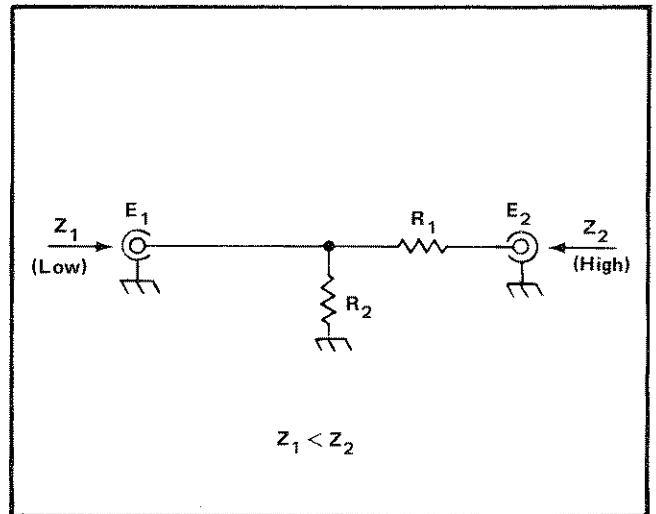 E₁
Z₁
(Low)
R₁
E₂
Z₂
(High)
R₂
Z₁ < Z₂